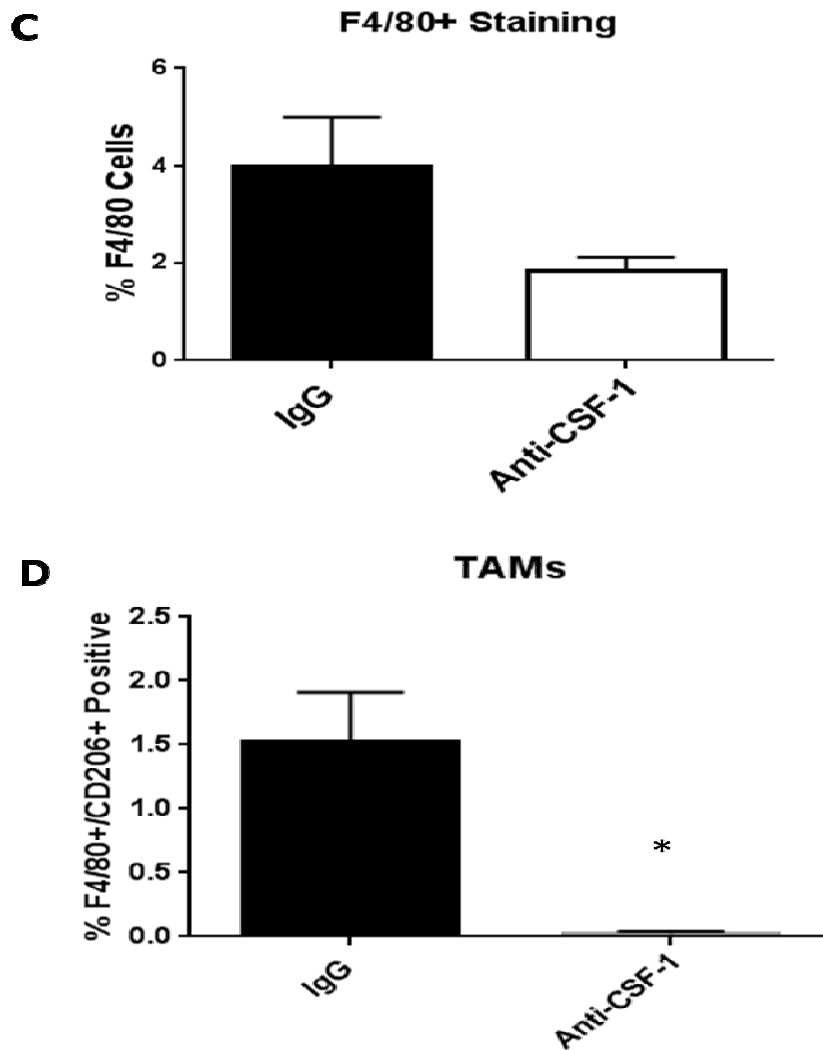 C
F4/80+ Staining
% F4/80 Cells
6
4
2
0
IgG
Anti-CSF-1
D
TAMs
% F4/80+/CD206+ Positive
2.5
2.0
1.5
1.0
0.5
0.0
*
IgG
Anti-CSF-1